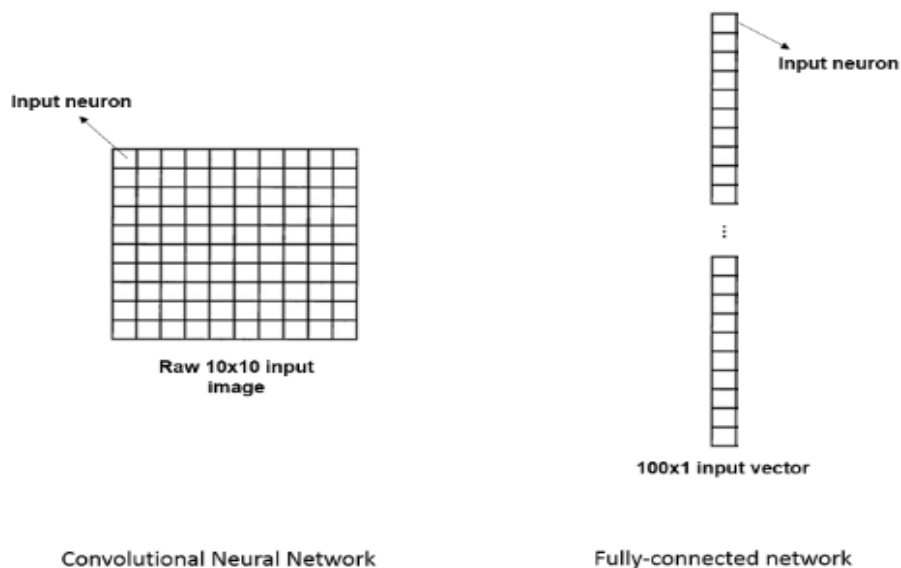 Input neuron
Raw 10x10 input
image
Convolutional Neural Network
Input neuron
⋮
100x1 input vector
Fully-connected network